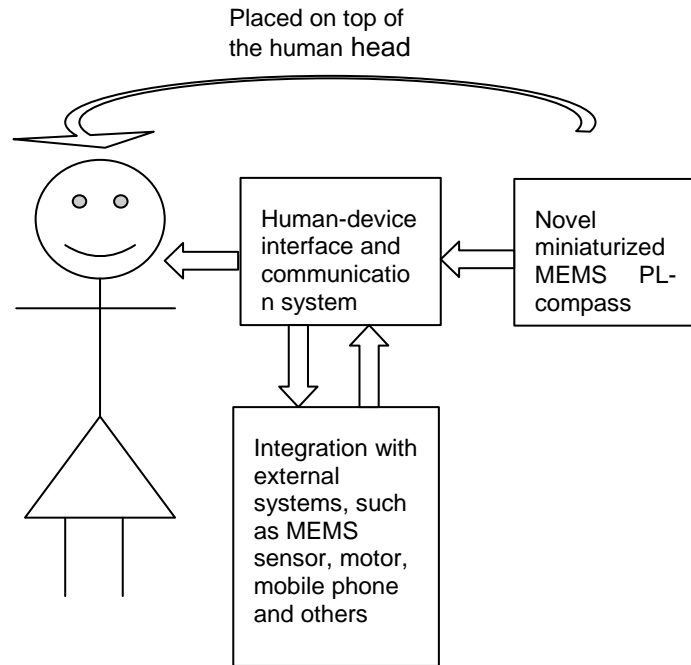 Placed on top of
the human head
Human-device
interface and
communicatio
n system
Novel
miniaturized
MEMS PL-
compass
Integration with
external
systems, such
as MEMS
sensor, motor,
mobile phone
and others